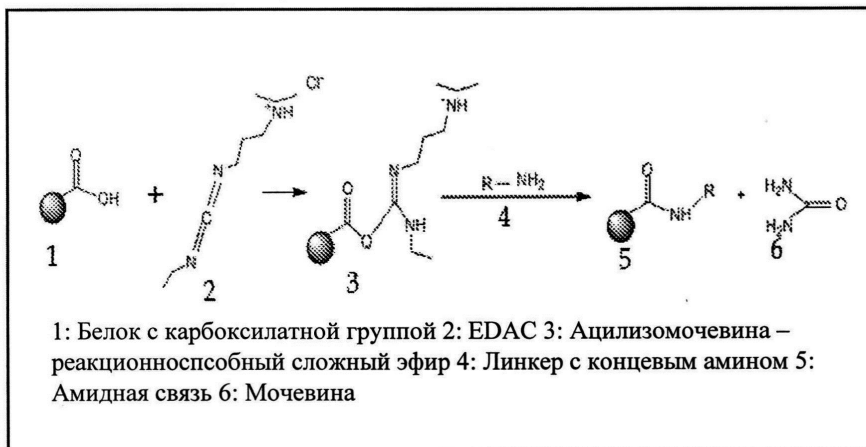 Cl-
+NH
-NH
O
OH
+
N
C
N
N
O
O
NH
R-NH2
O
NH
R
+
H2N
H2N
O
1
2
3
4
5
6
1: Белок с карбоксилатной группой 2: EDAC 3: Ацилизомочевина –
реакционноспсобный сложный эфир 4: Линкер с концевым амином 5:
Амидная связь 6: Мочевина